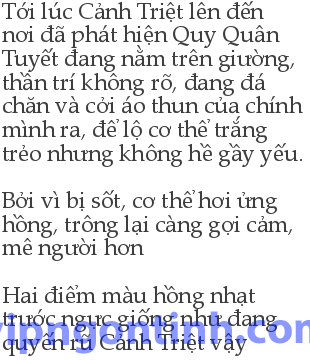 Tới lúc Cảnh Triệt lên đến
nơi đã phát hiện Quy Quân
Tuyết đang nằm trên giường,
thần trí không rõ, đang đá
chăn và cởi áo thun của chính
mình ra, để lộ cơ thể trắng
trẻo nhưng không hề gầy yếu.
Bởi vì bị sốt, cơ thể hơi ửng
hồng, trông lại càng gợi cảm,
mê người hơn
Hai điểm màu hồng nhạt
trước ngực giống như đang
quyến rũ Cảnh Triệt vậy
vipngontinh.com